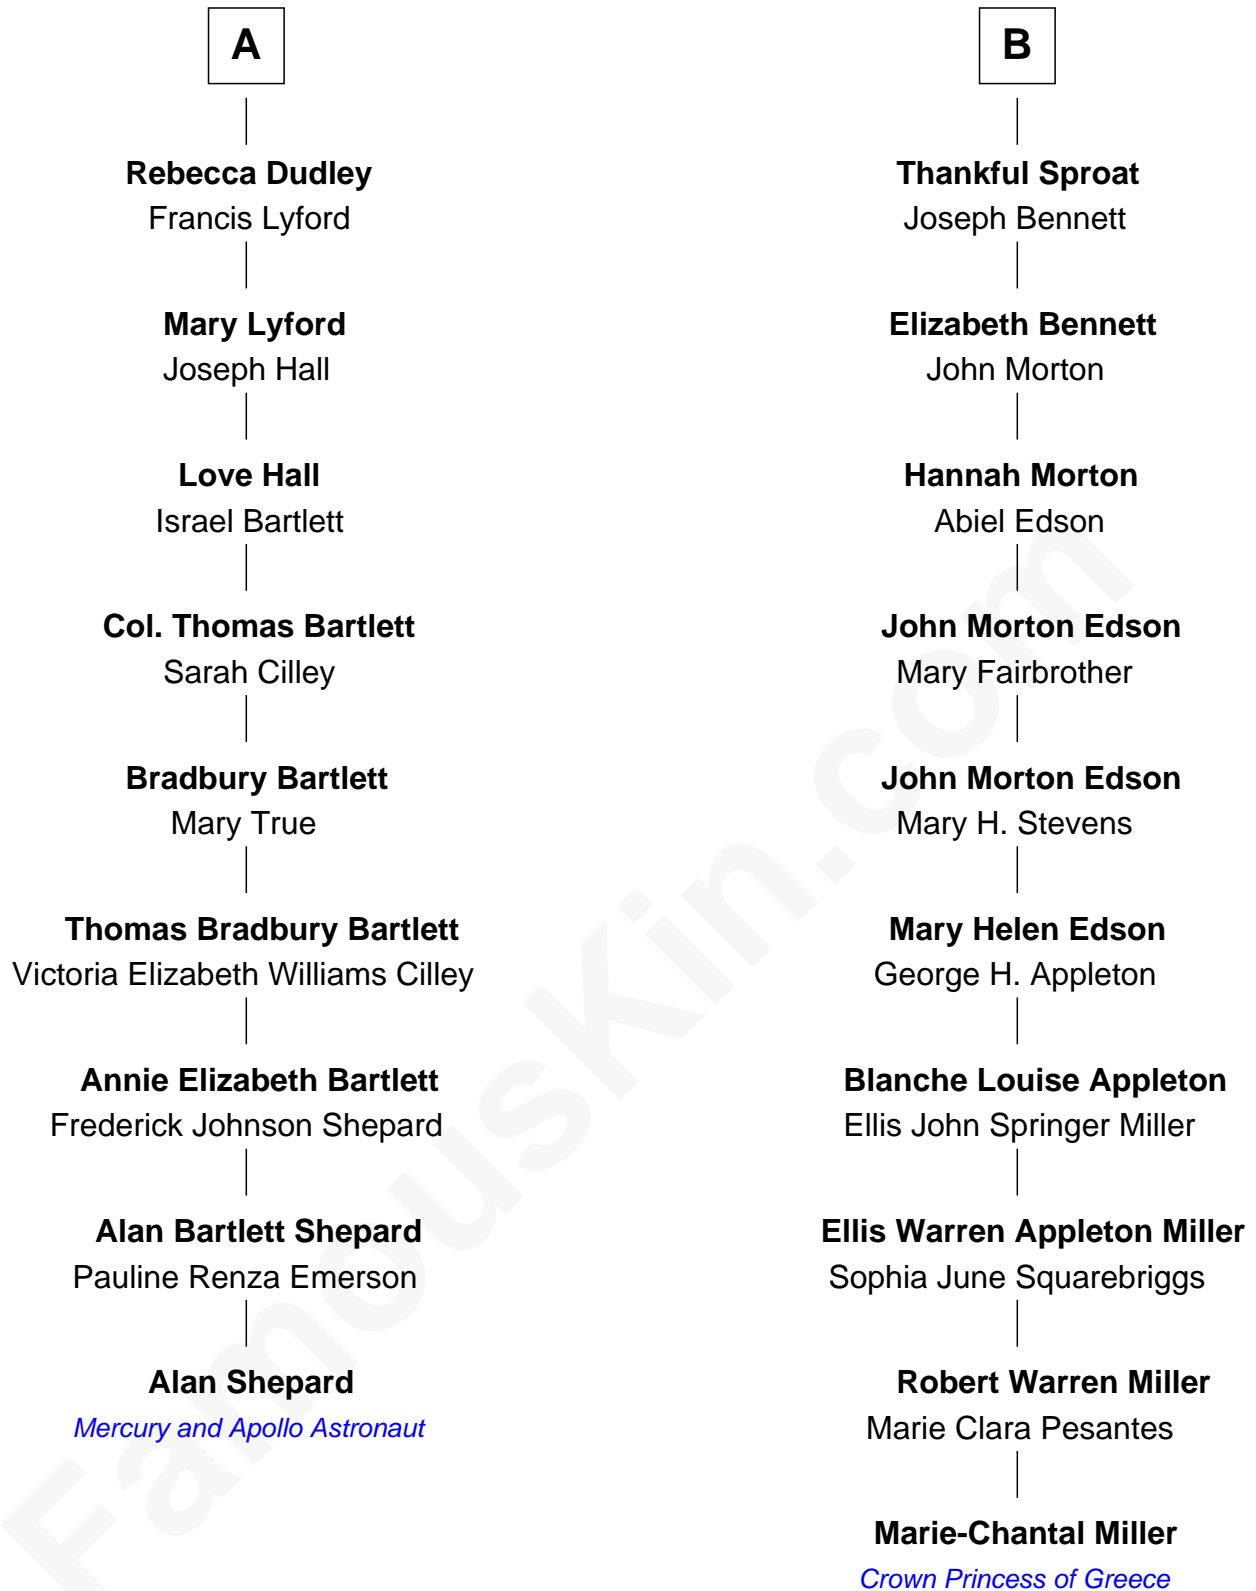 A
Rebecca Dudley
Francis Lyford
Mary Lyford
Joseph Hall
Love Hall
Israel Bartlett
Col. Thomas Bartlett
Sarah Cilley
Bradbury Bartlett
Mary True
Thomas Bradbury Bartlett
Victoria Elizabeth Williams Cilley
Annie Elizabeth Bartlett
Frederick Johnson Shepard
Alan Bartlett Shepard
Pauline Renza Emerson
Alan Shepard
Mercury and Apollo Astronaut
B
Thankful Sproat
Joseph Bennett
Elizabeth Bennett
John Morton
Hannah Morton
Abiel Edson
John Morton Edson
Mary Fairbrother
John Morton Edson
Mary H. Stevens
Mary Helen Edson
George H. Appleton
Blanche Louise Appleton
Ellis John Springer Miller
Ellis Warren Appleton Miller
Sophia June Squarebriggs
Robert Warren Miller
Marie Clara Pesantes
Marie-Chantal Miller
Crown Princess of Greece
FamousKin.com